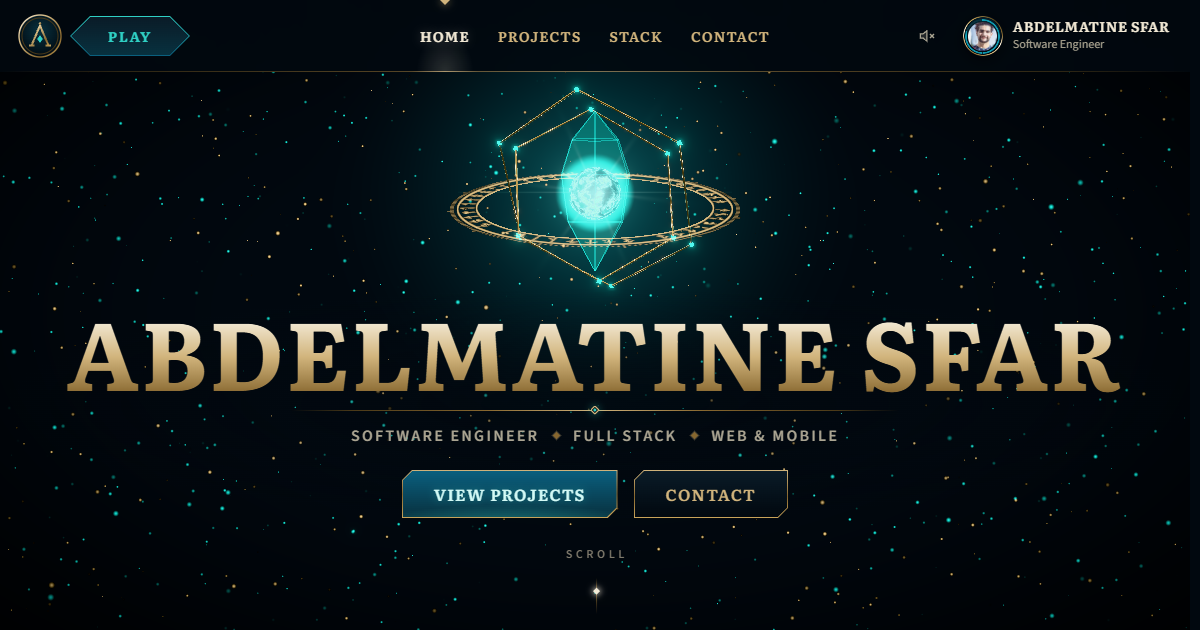 PLAY
HOME
PROJECTS
STACK
CONTACT
ABDELMATINE SFAR
Software Engineer
ABDELMATINE SFAR
SOFTWARE ENGINEER ◆ FULL STACK ◆ WEB & MOBILE
VIEW PROJECTS
CONTACT
SCROLL